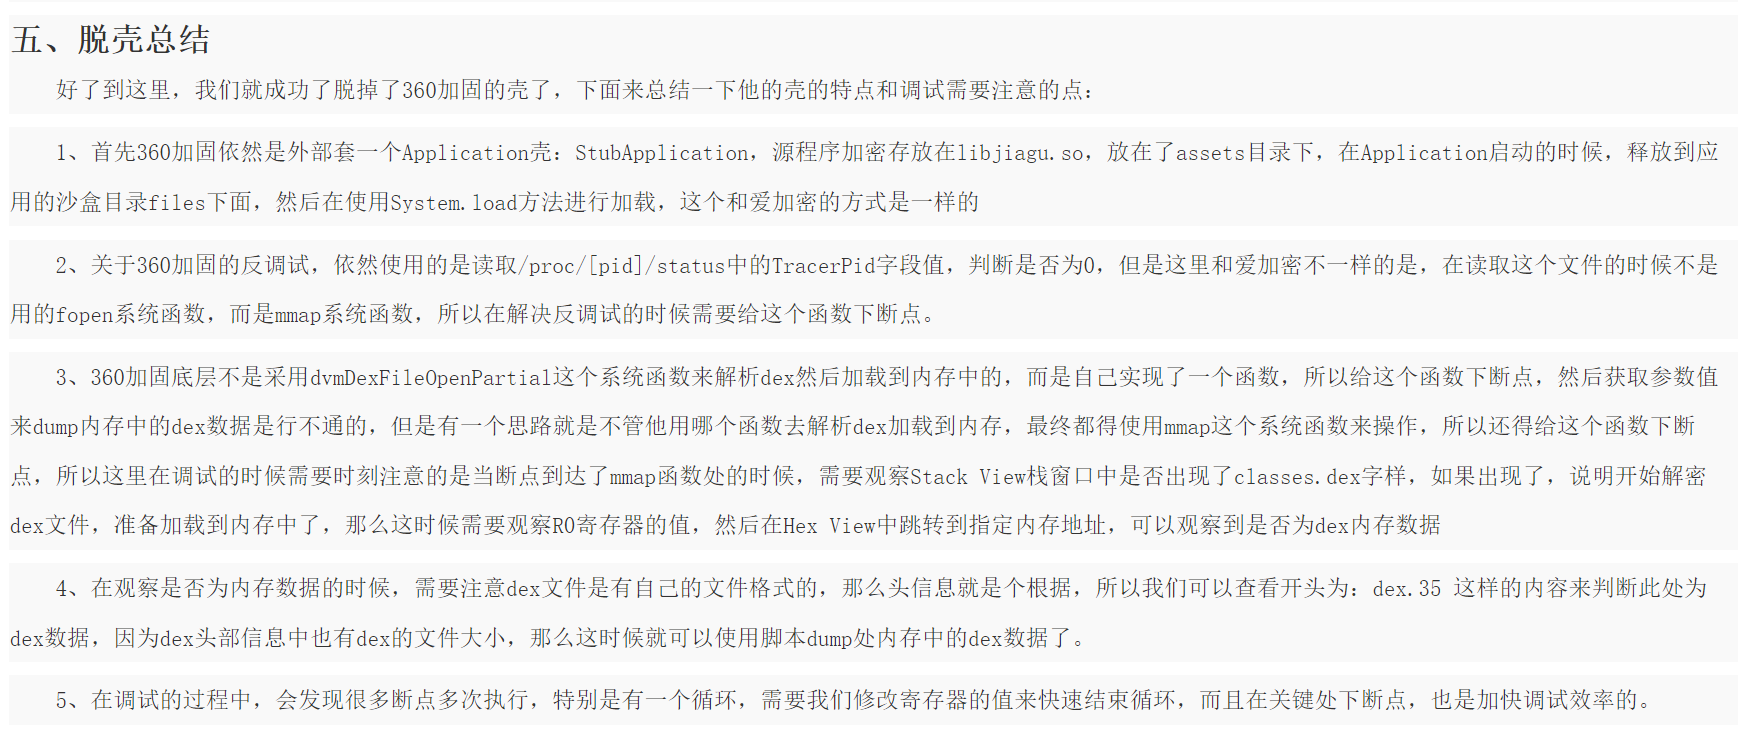 五、脱壳总结
好了到这里，我们就成功了脱掉了360加固的壳了，下面来总结一下他的壳的特点和调试需要注意的点：
1、首先360加固依然是外部套一个Application壳：StubApplication，源程序加密存放在libjiagu.so，放在了assets目录下，在Application启动的时候，释放到应
用的沙盒目录files下面，然后在使用System.load方法进行加载，这个和爱加密的方式是一样的
2、关于360加固的反调试，依然使用的是读取/proc/[pid]/status中的TracerPid字段值，判断是否为0，但是这里和爱加密不一样的是，在读取这个文件的时候不是
用的fopen系统函数，而是mmap系统函数，所以在解决反调试的时候需要给这个函数下断点。
3、360加固底层不是采用dvmDexFileOpenPartial这个系统函数来解析dex然后加载到内存中的，而是自己实现了一个函数，所以给这个函数下断点，然后获取参数值
来dump内存中的dex数据是行不通的，但是有一个思路就是不管他用哪个函数去解析dex加载到内存，最终都得使用mmap这个系统函数来操作，所以还得给这个函数下断
点，所以这里在调试的时候需要时刻注意的是当断点到达了mmap函数处的时候，需要观察Stack View栈窗口中是否出现了classes.dex字样，如果出现了，说明开始解密
dex文件，准备加载到内存中了，那么这时候需要观察R0寄存器的值，然后在Hex View中跳转到指定内存地址，可以观察到是否为dex内存数据
4、在观察是否为内存数据的时候，需要注意dex文件是有自己的文件格式的，那么头信息就是个根据，所以我们可以查看开头为：dex.35 这样的内容来判断此处为
dex数据，因为dex头部信息中也有dex的文件大小，那么这时候就可以使用脚本dump处内存中的dex数据了。
5、在调试的过程中，会发现很多断点多次执行，特别是有一个循环，需要我们修改寄存器的值来快速结束循环，而且在关键处下断点，也是加快调试效率的。